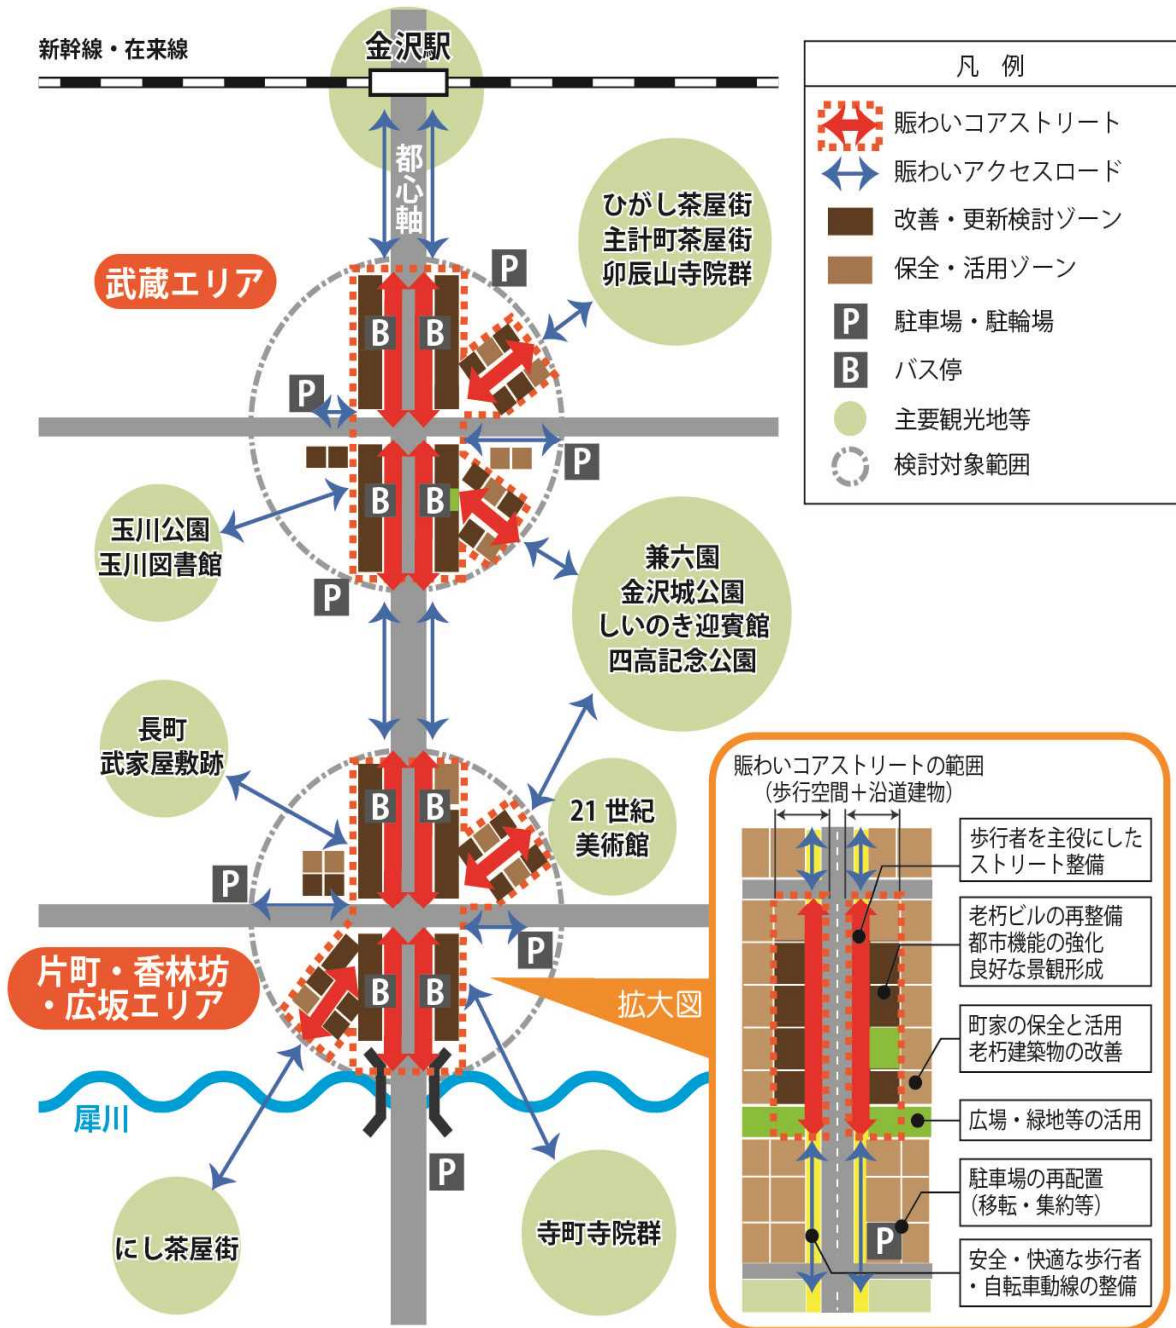 新幹線・在来線
金沢駅
都心軸
武蔵エリア
ひがし茶屋街
主計町茶屋街
卯辰山寺院群
P
B
B
P
P
B
B
玉川公園
玉川図書館
P
兼六園
金沢城公園
しいのき迎賓館
四高記念公園
長町
武家屋敷跡
B
B
21世紀
美術館
P
P
片町・香林坊
・広坂エリア
B
B
拡大図
犀川
P
にし茶屋街
寺町寺院群
凡 例
賑わいコアストリート
賑わいアクセスロード
改善・更新検討ゾーン
保全・活用ゾーン
P 駐車場・駐輪場
B バス停
主要観光地等
検討対象範囲
賑わいコアストリートの範囲
(歩行空間+沿道建物)
歩行者を主役にした
ストリート整備
老朽ビルの再整備
都市機能の強化
良好な景観形成
町家の保全と活用
老朽建築物の改善
広場・緑地等の活用
駐車場の再配置
(移転・集約等)
P
安全・快適な歩行者
・自転車動線の整備